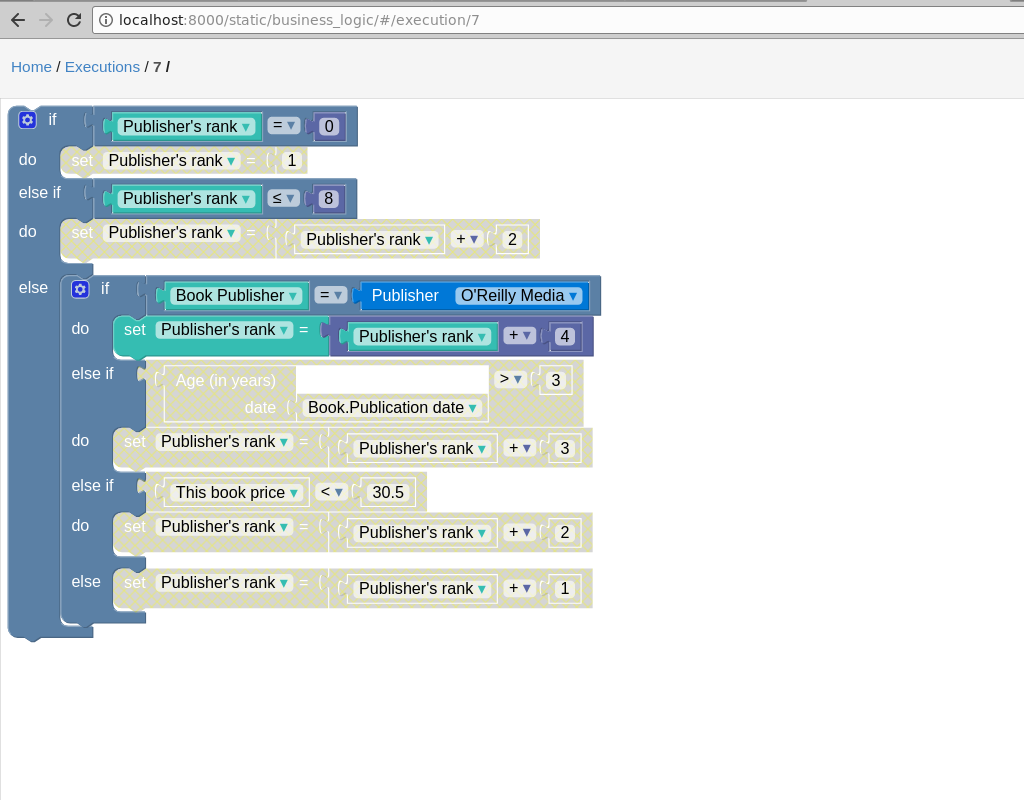 localhost:8000/static/business_logic/#/execution/7
Home / Executions / 7 /
if Publisher's rank ▾ = ▾ 0
do set Publisher's rank ▾ = 1
else if Publisher's rank ▾ ≤ ▾ 8
do set Publisher's rank ▾ = Publisher's rank ▾ + ▾ 2
else if Book Publisher ▾ = ▾ Publisher O'Reilly Media ▾
do set Publisher's rank ▾ = Publisher's rank ▾ + ▾ 4
else if Age (in years) > ▾ 3
date Book.Publication date ▾
do set Publisher's rank ▾ = Publisher's rank ▾ + ▾ 3
else if This book price ▾ < ▾ 30.5
do set Publisher's rank ▾ = Publisher's rank ▾ + ▾ 2
else set Publisher's rank ▾ = Publisher's rank ▾ + ▾ 1